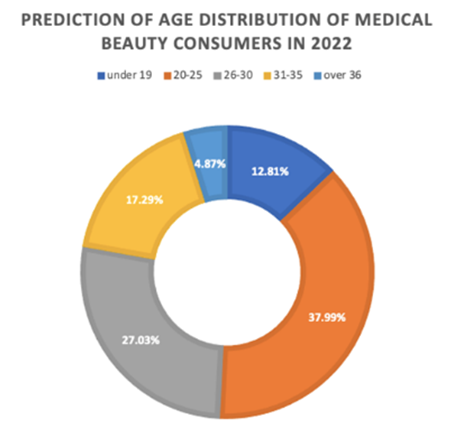 PREDICTION OF AGE DISTRIBUTION OF MEDICAL
BEAUTY CONSUMERS IN 2022
under 19 20-25 26-30 31-35 over 36
4.87%
12.81%
17.29%
37.99%
27.03%